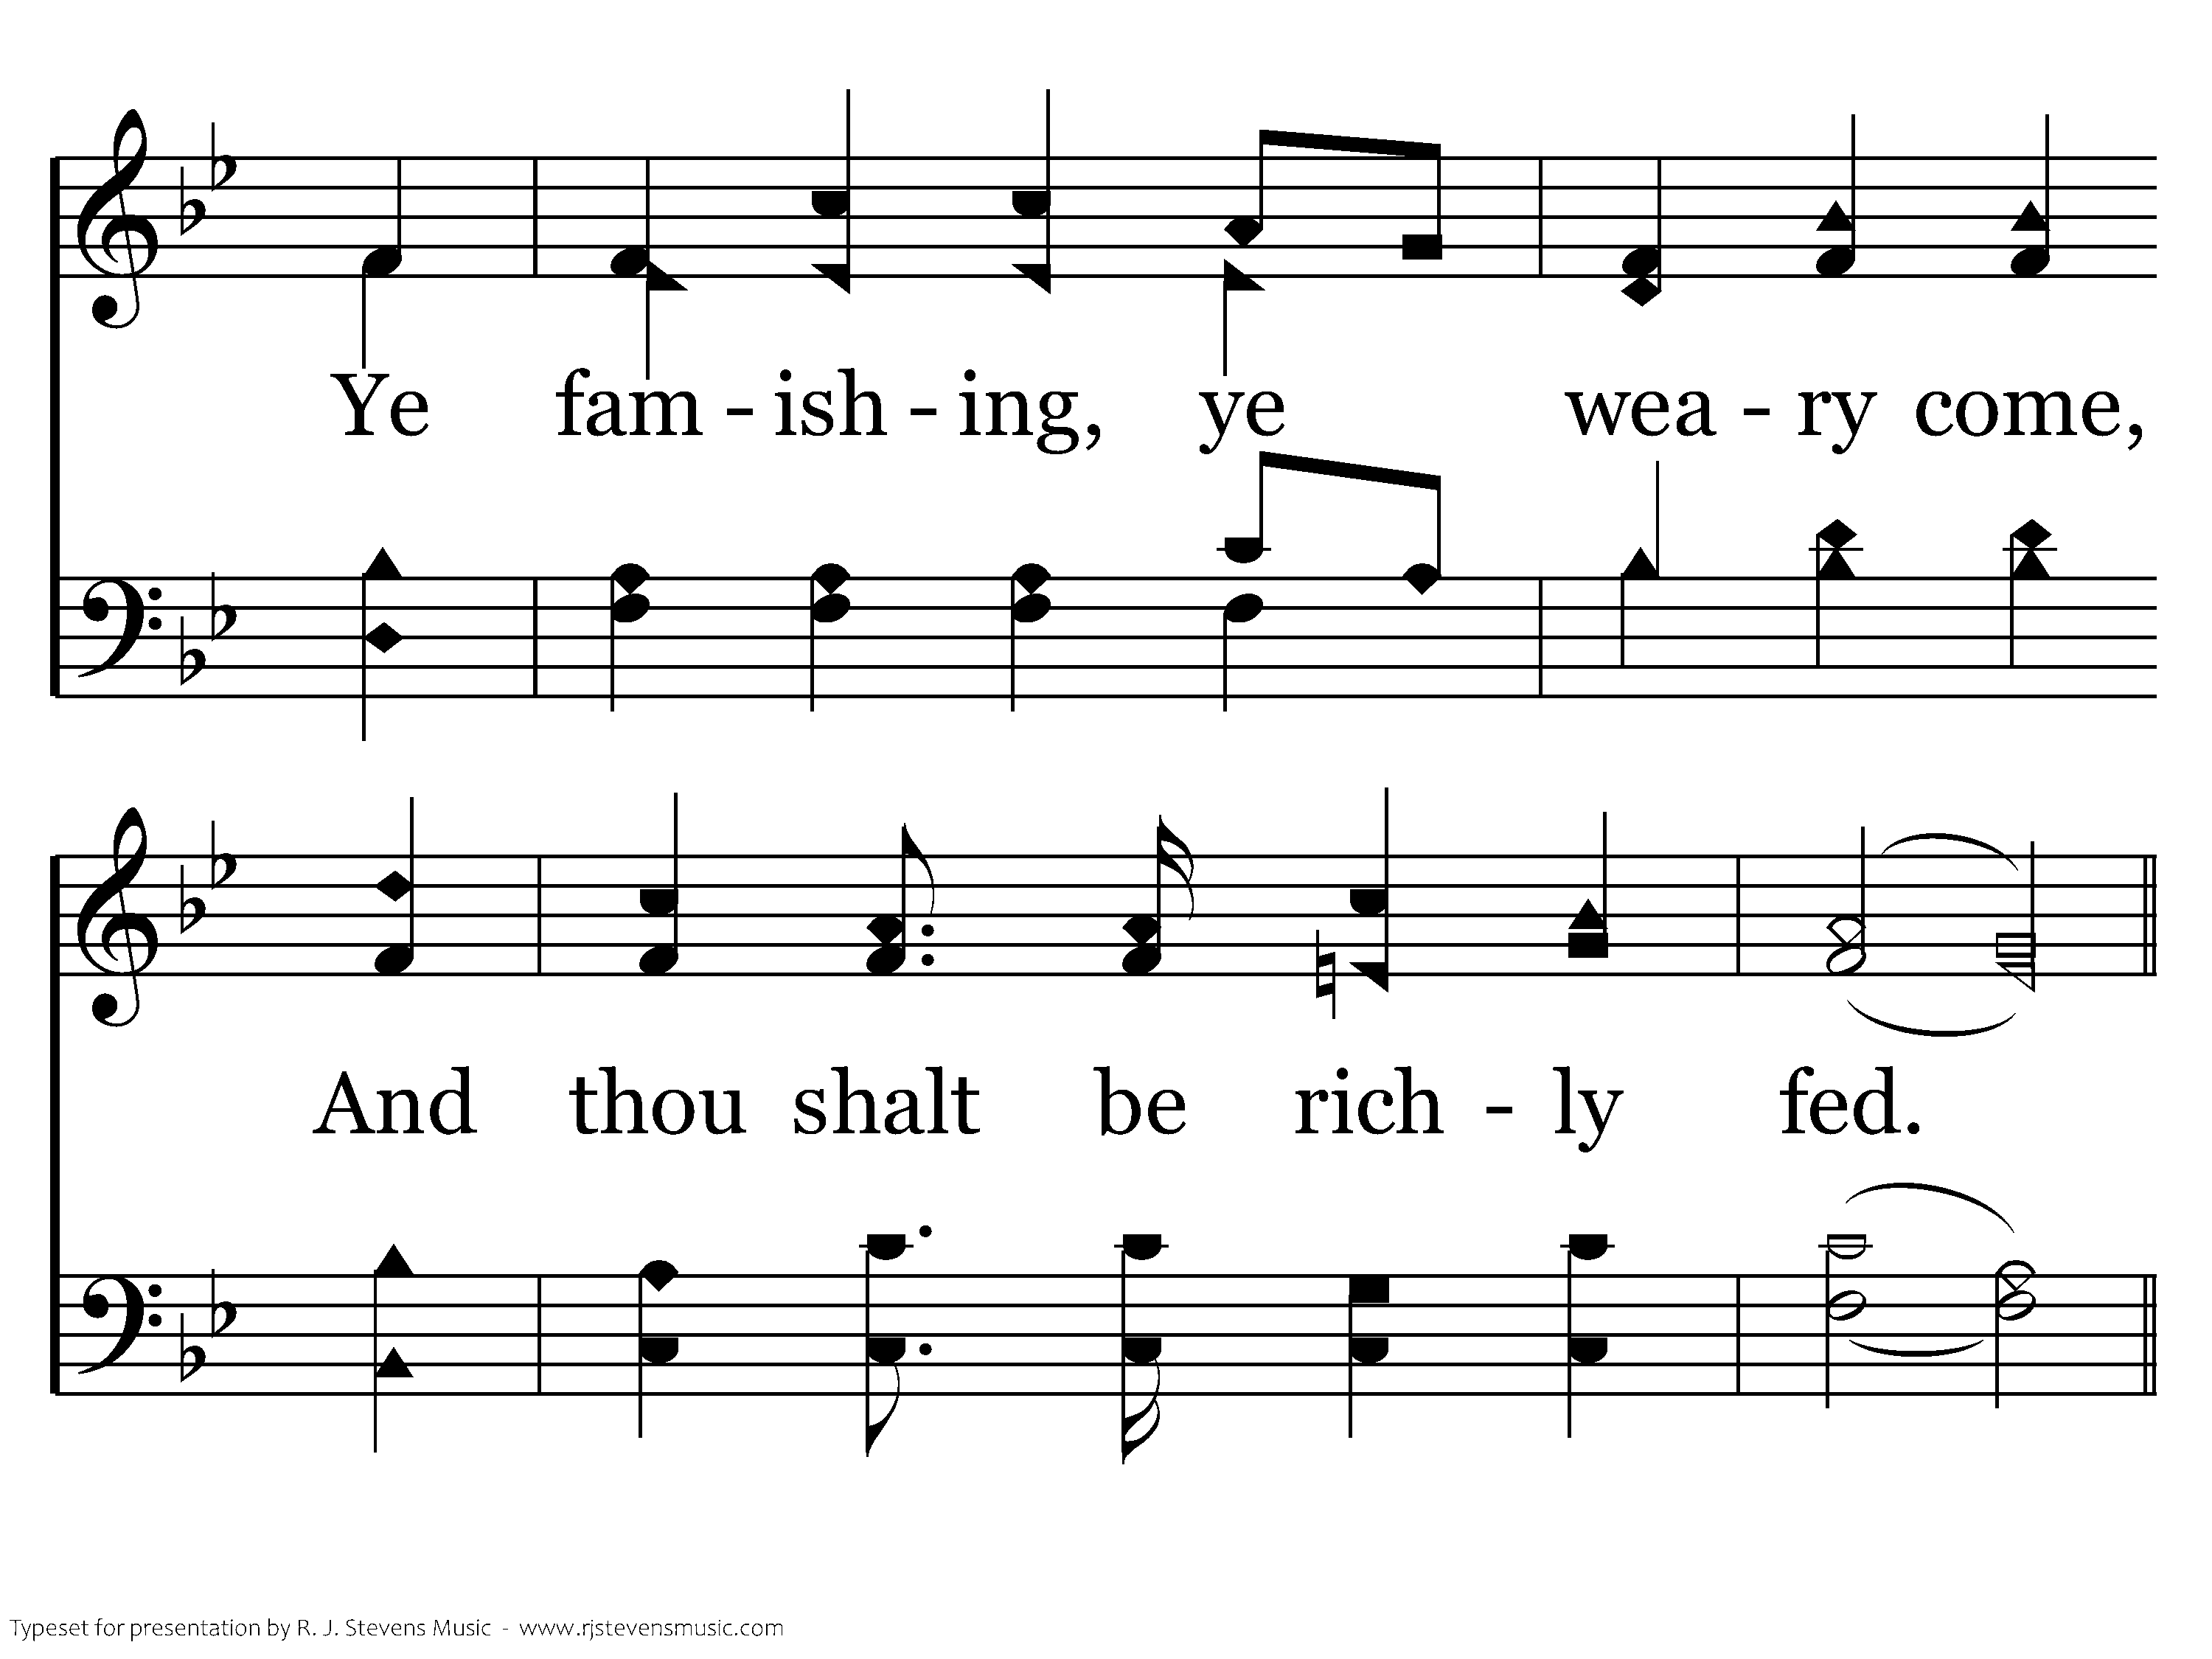 Ye fam - ish - ing, ye wea - ry come,
And thou shalt be rich - ly fed.
Typeset for presentation by R. J. Stevens Music - www.rjstevensmusic.com